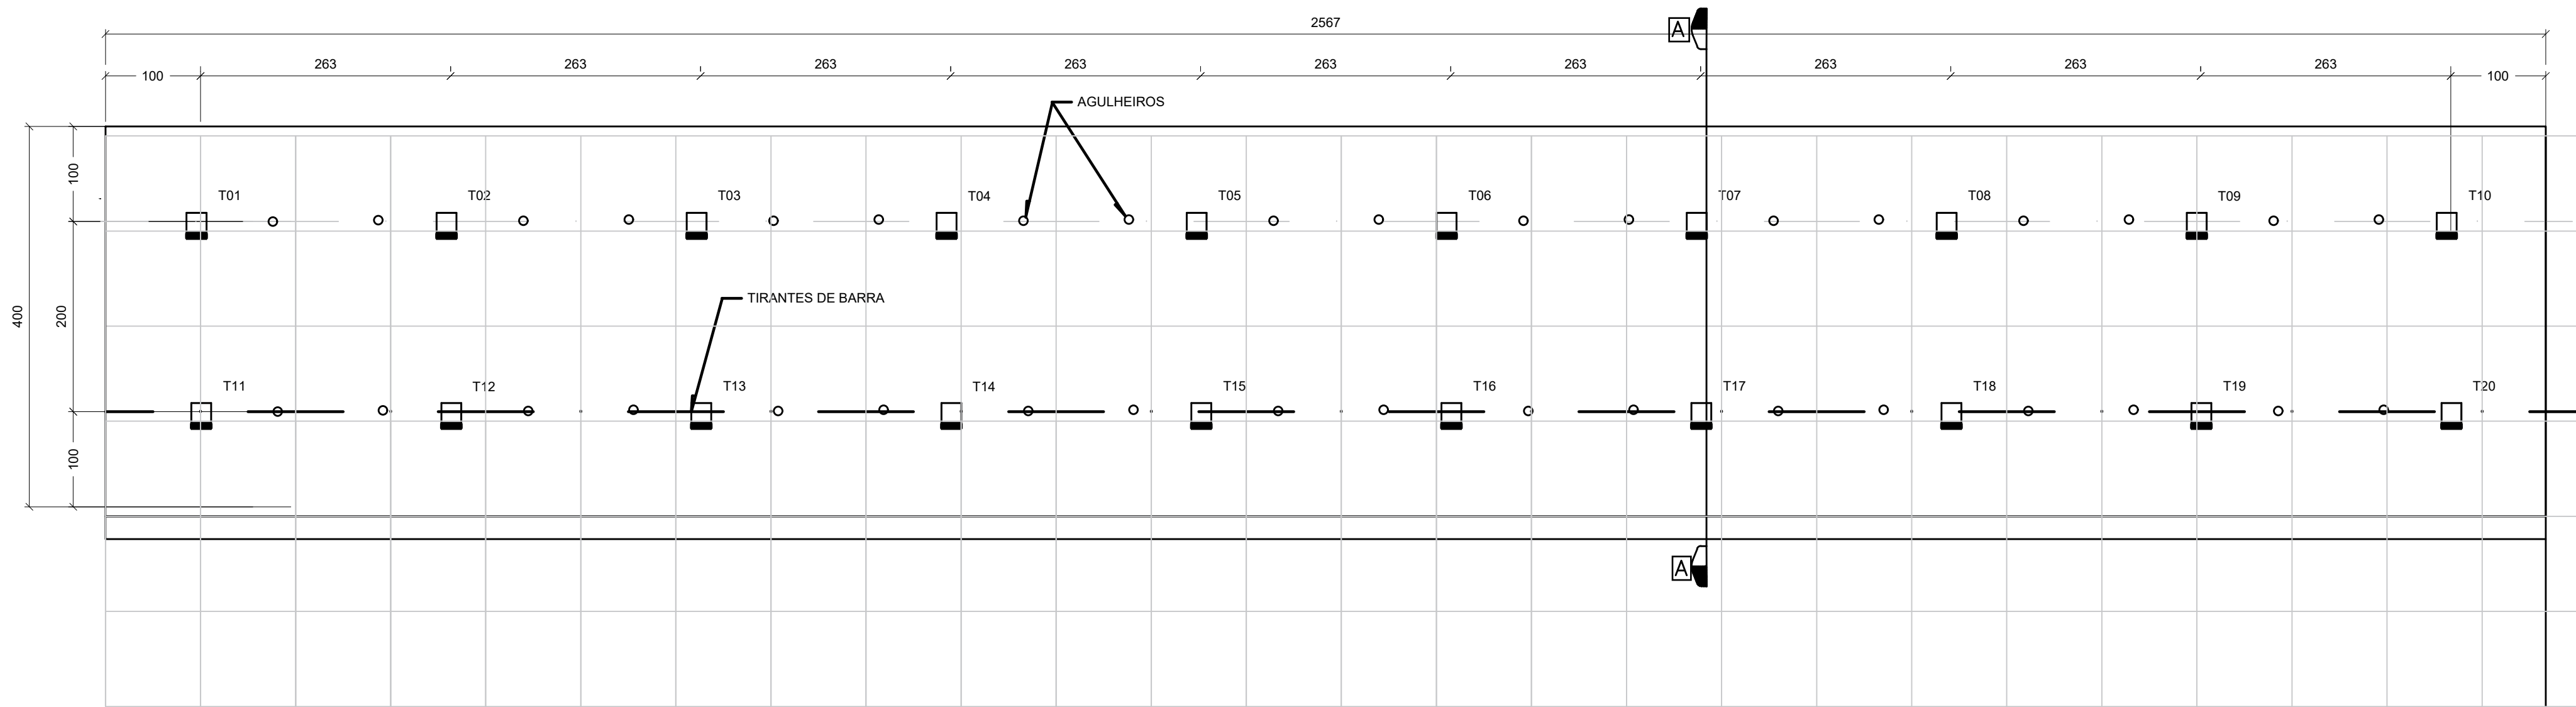 2567
A
100 263 263 263 263 263 263 263 263 263 100
AGULHEIROS
100
T01 T02 T03 T04 T05 T06 T07 T08 T09 T10
TIRANTES DE BARRA
400 200
T11 T12 T13 T14 T15 T16 T17 T18 T19 T20
100
A